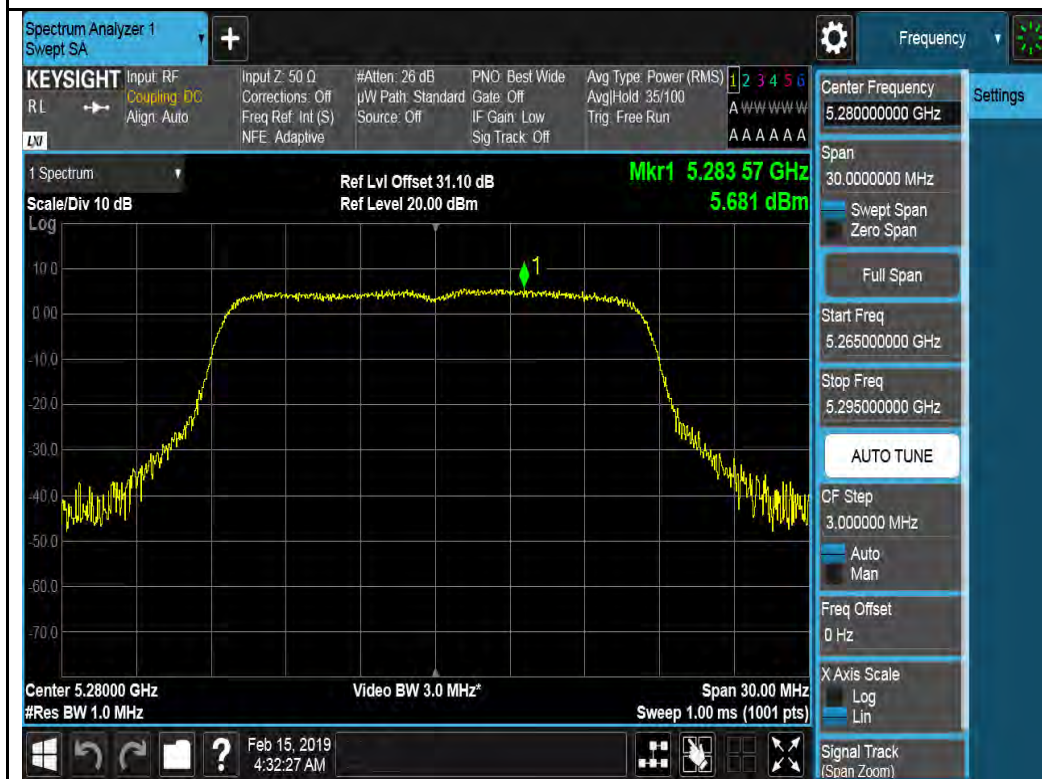 Spectrum Analyzer 1
Swept SA
+
Frequency
KEYSIGHT
RL
LXI
Input: RF
Coupling: DC
Align: Auto
Input Z: 50 Ω
Corrections: Off
Freq Ref: Int (S)
NFE: Adaptive
#Atten: 26 dB
µW Path: Standard
Source: Off
PNO: Best Wide
Gate: Off
IF Gain: Low
Sig Track: Off
Avg Type: Power (RMS)
Avg|Hold: 35/100
Trig: Free Run
1 2 3 4 5 6
A W W W W W
A A A A A A
1 Spectrum
Scale/Div 10 dB
Log
Ref Lvl Offset 31.10 dB
Ref Level 20.00 dBm
Mkr1 5.283 57 GHz
5.681 dBm
1
10.0
0.00
-10.0
-20.0
-30.0
-40.0
-50.0
-60.0
-70.0
Center 5.28000 GHz
#Res BW 1.0 MHz
Video BW 3.0 MHz*
Span 30.00 MHz
Sweep 1.00 ms (1001 pts)
?
Feb 15, 2019
4:32:27 AM
Center Frequency
5.280000000 GHz
Span
30.0000000 MHz
Swept Span
Zero Span
Full Span
Start Freq
5.265000000 GHz
Stop Freq
5.295000000 GHz
AUTO TUNE
CF Step
3.000000 MHz
Auto
Man
Freq Offset
0 Hz
X Axis Scale
Log
Lin
Signal Track
(Span Zoom)
Settings